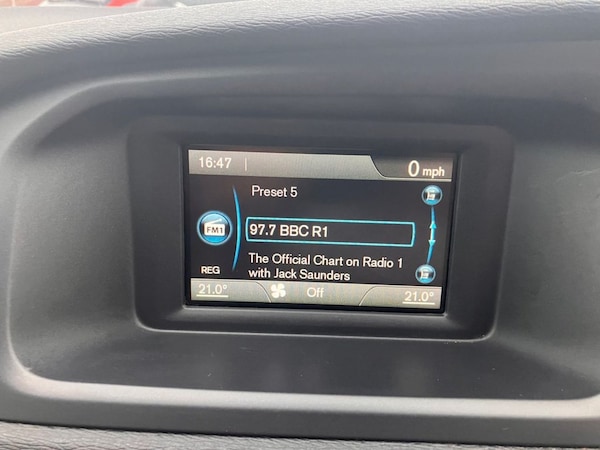 16:47
0 mph
Preset 5
FM1
97.7 BBC R1
The Official Chart on Radio 1
with Jack Saunders
REG
21.0°
Off
21.0°